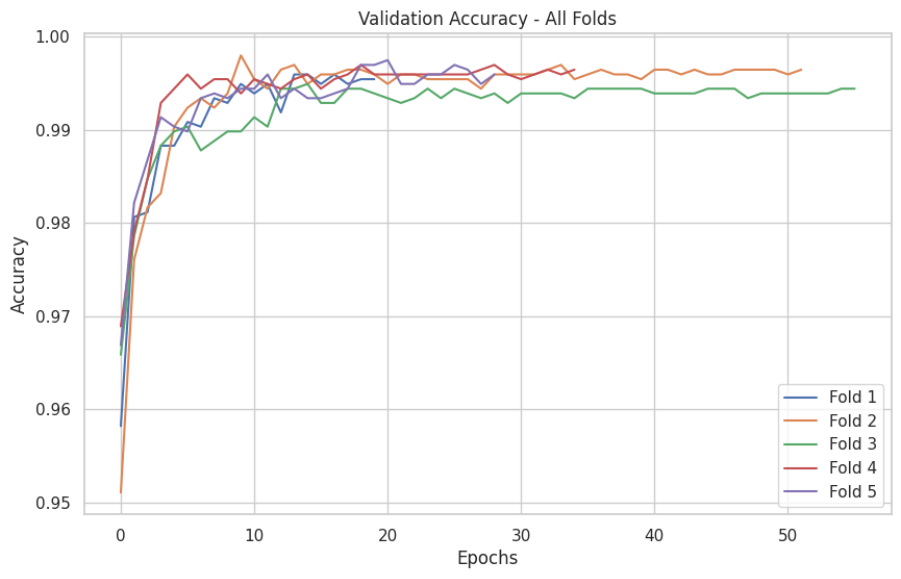 Validation Accuracy - All Folds
1.00
0.99
0.98
0.97
0.96
0.95
Accuracy
0 10 20 30 40 50
Epochs
Fold 1
Fold 2
Fold 3
Fold 4
Fold 5